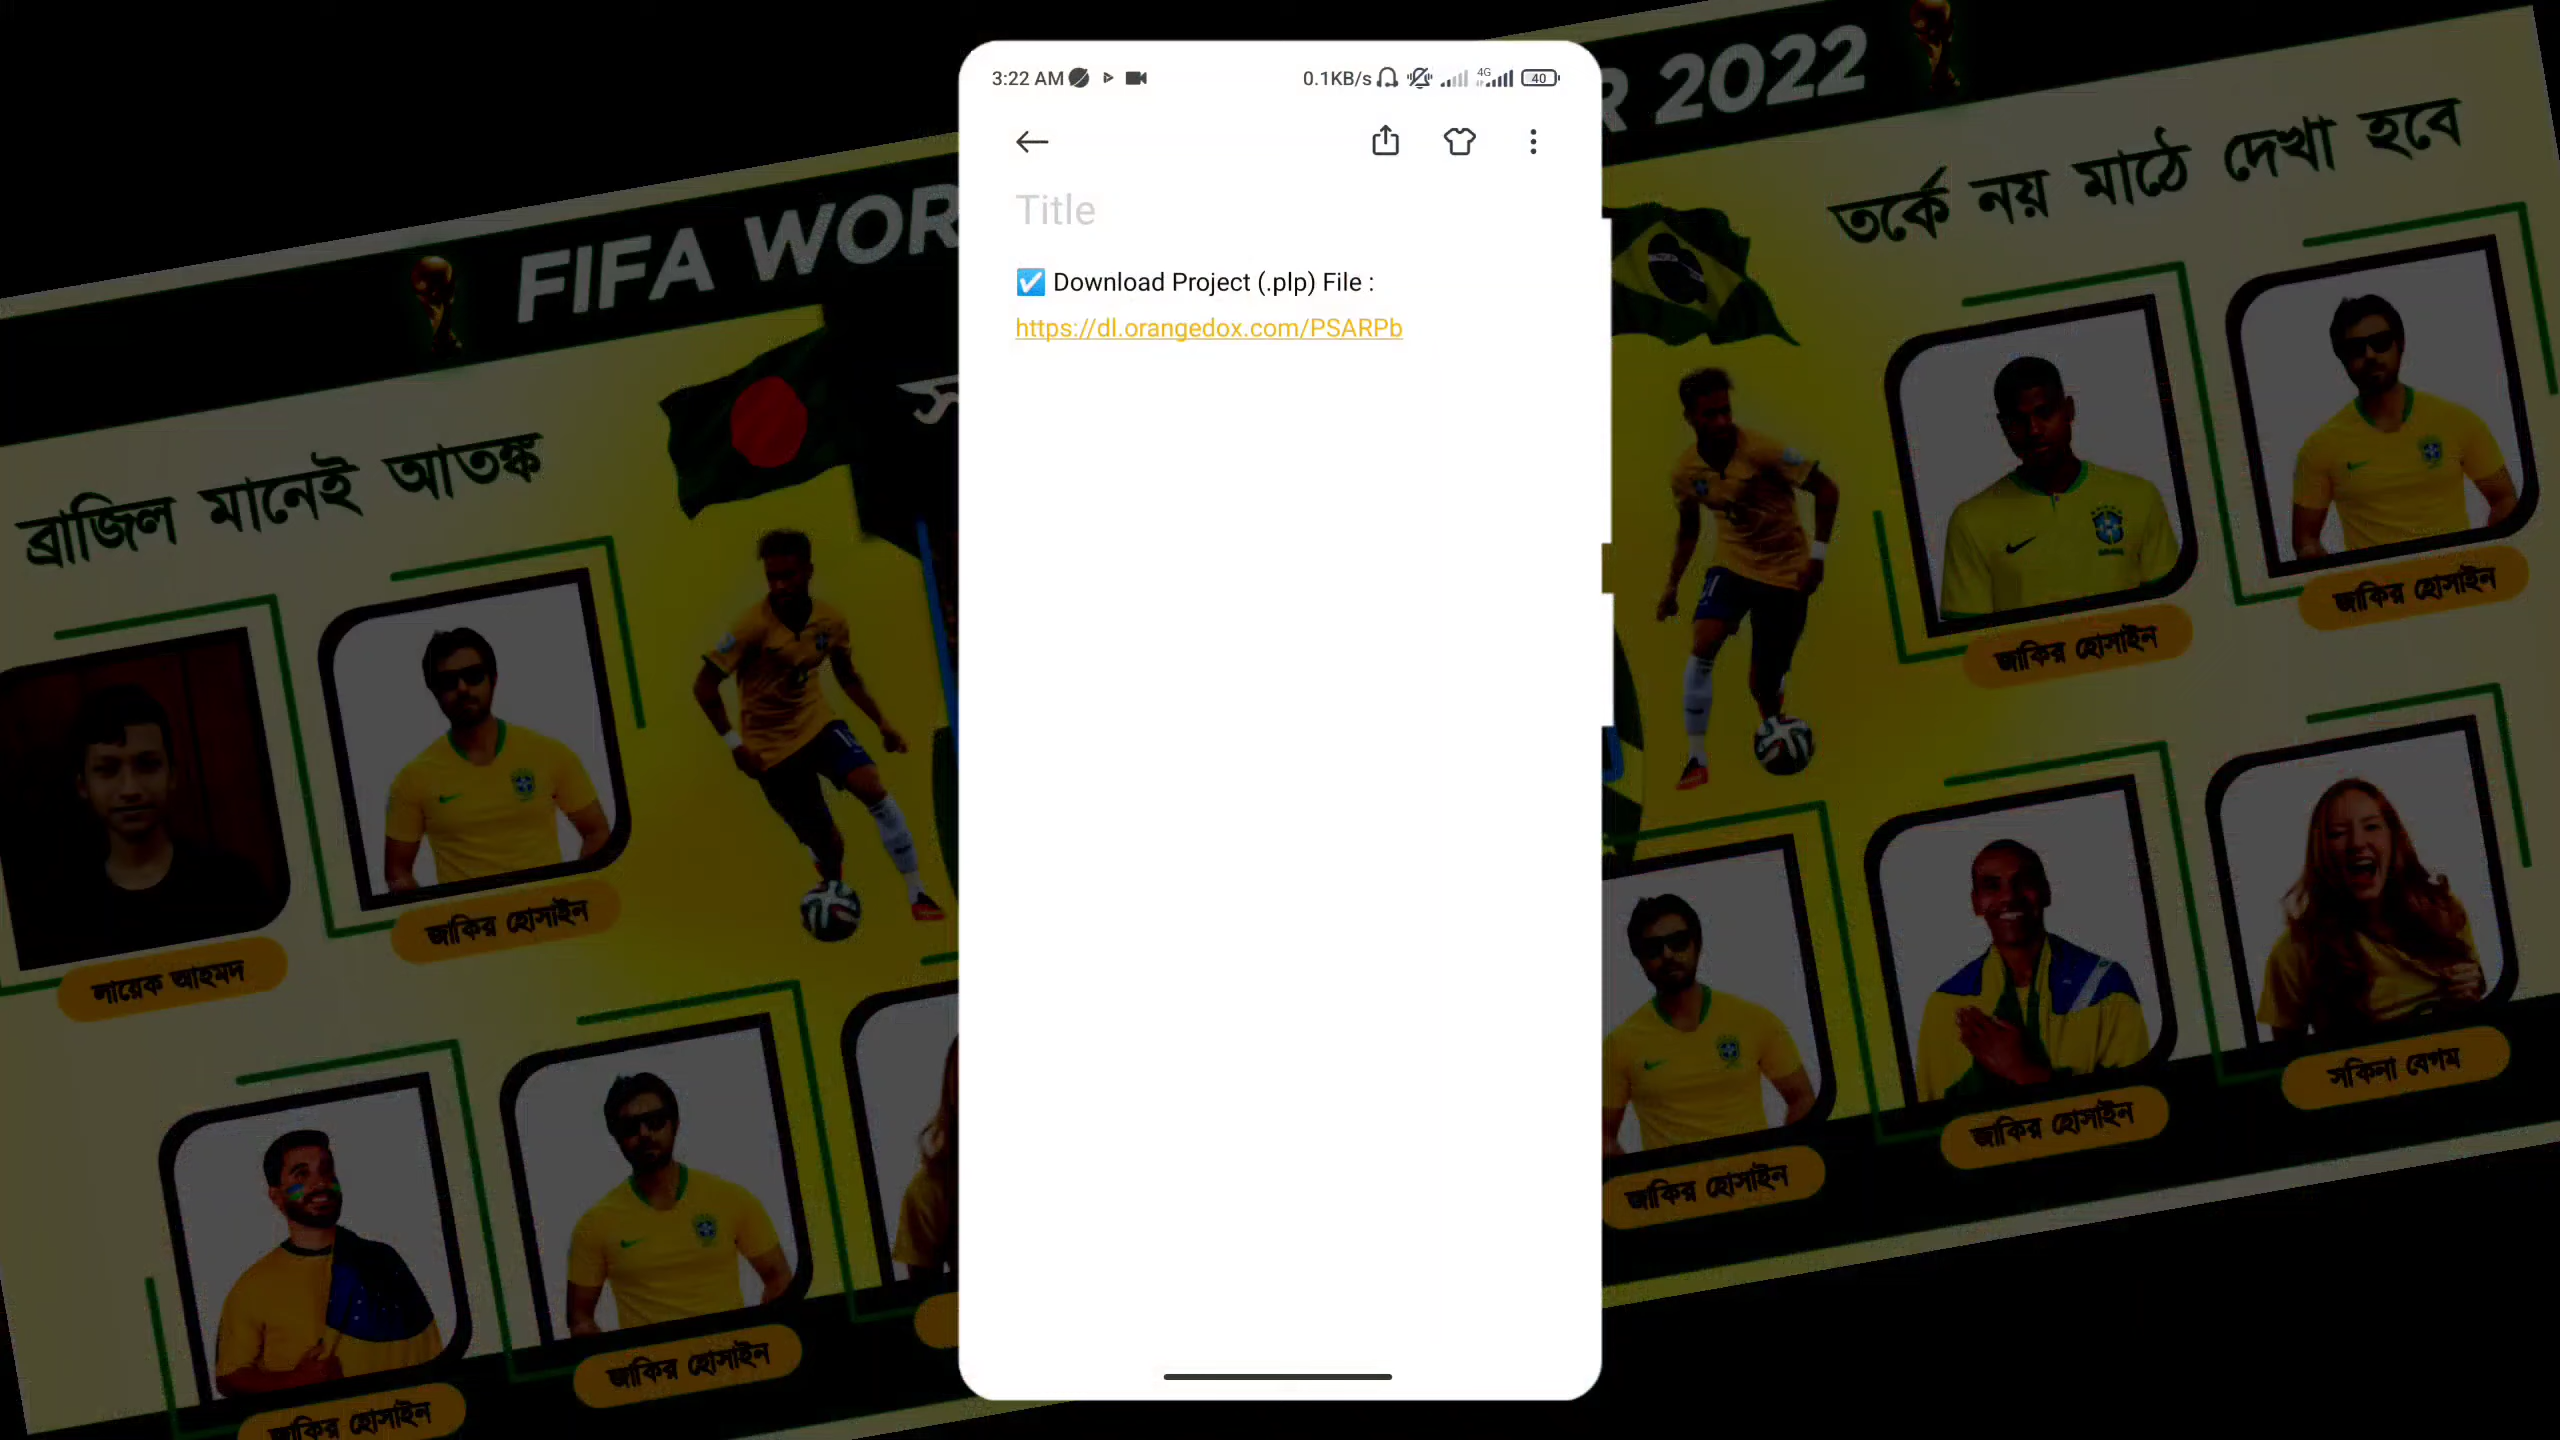 3:22 AM
0.1KB/s
4G
40
Title
☑ Download Project (.plp) File :
https://dl.orangedox.com/PSARPb
FIFA WOR
R 2022
ব্রাজিল মানেই আতঙ্ক
তর্কে নয় মাঠে দেখা হবে
স
জাকির হোসাইন
জাকির হোসাইন
জাকির হোসাইন
লায়েক আহমদ
জাকির হোসাইন
জাকির হোসাইন
জাকির হোসাইন
জাকির হোসাইন
সকিনা বেগম